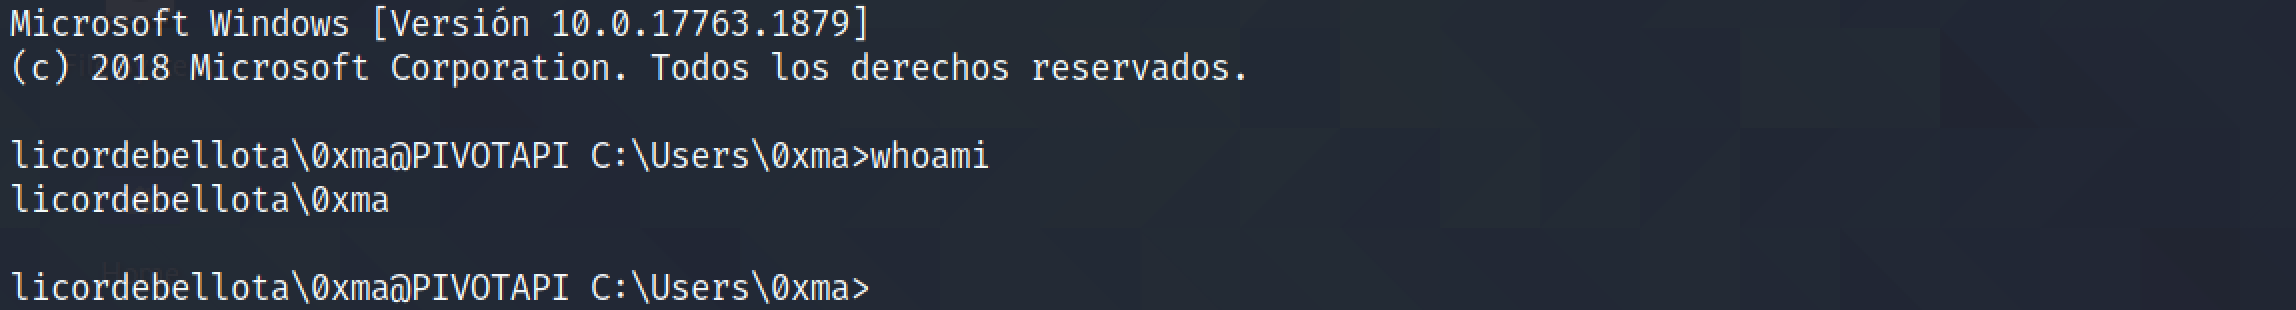 Microsoft Windows [Versión 10.0.17763.1879]
(c) 2018 Microsoft Corporation. Todos los derechos reservados.
licordebellota\0xma@PIVOTAPI C:\Users\0xma>whoami
licordebellota\0xma
licordebellota\0xma@PIVOTAPI C:\Users\0xma>